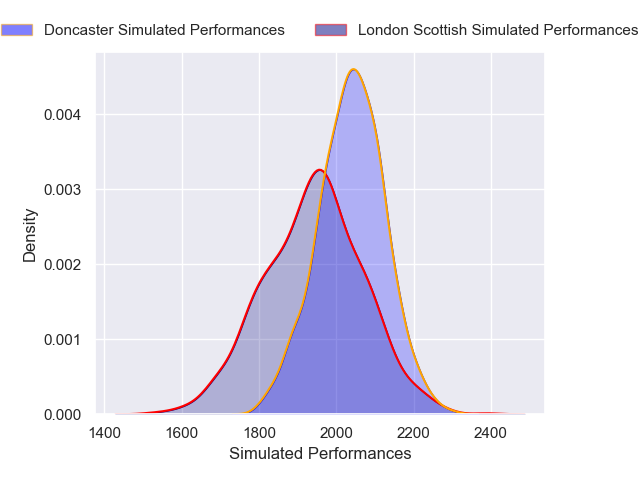 Doncaster Simulated Performances
London Scottish Simulated Performances
0.004
0.003
0.002
0.001
0.000
Density
1400 1600 1800 2000 2200 2400
Simulated Performances